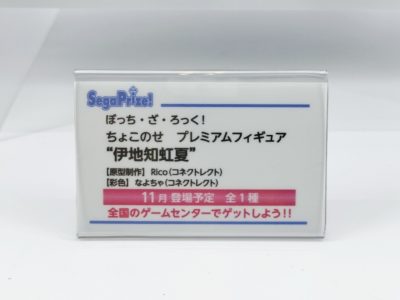 SegaPrize!
ぼっち・ざ・ろっく！
ちょこのせ　プレミアムフィギュア
“伊地知虹夏”
【原型制作】 Rico（コネクトレクト）
【彩色】 なよちゃ（コネクトレクト）
11月 登場予定　全1種
全国のゲームセンターでゲットしよう!!